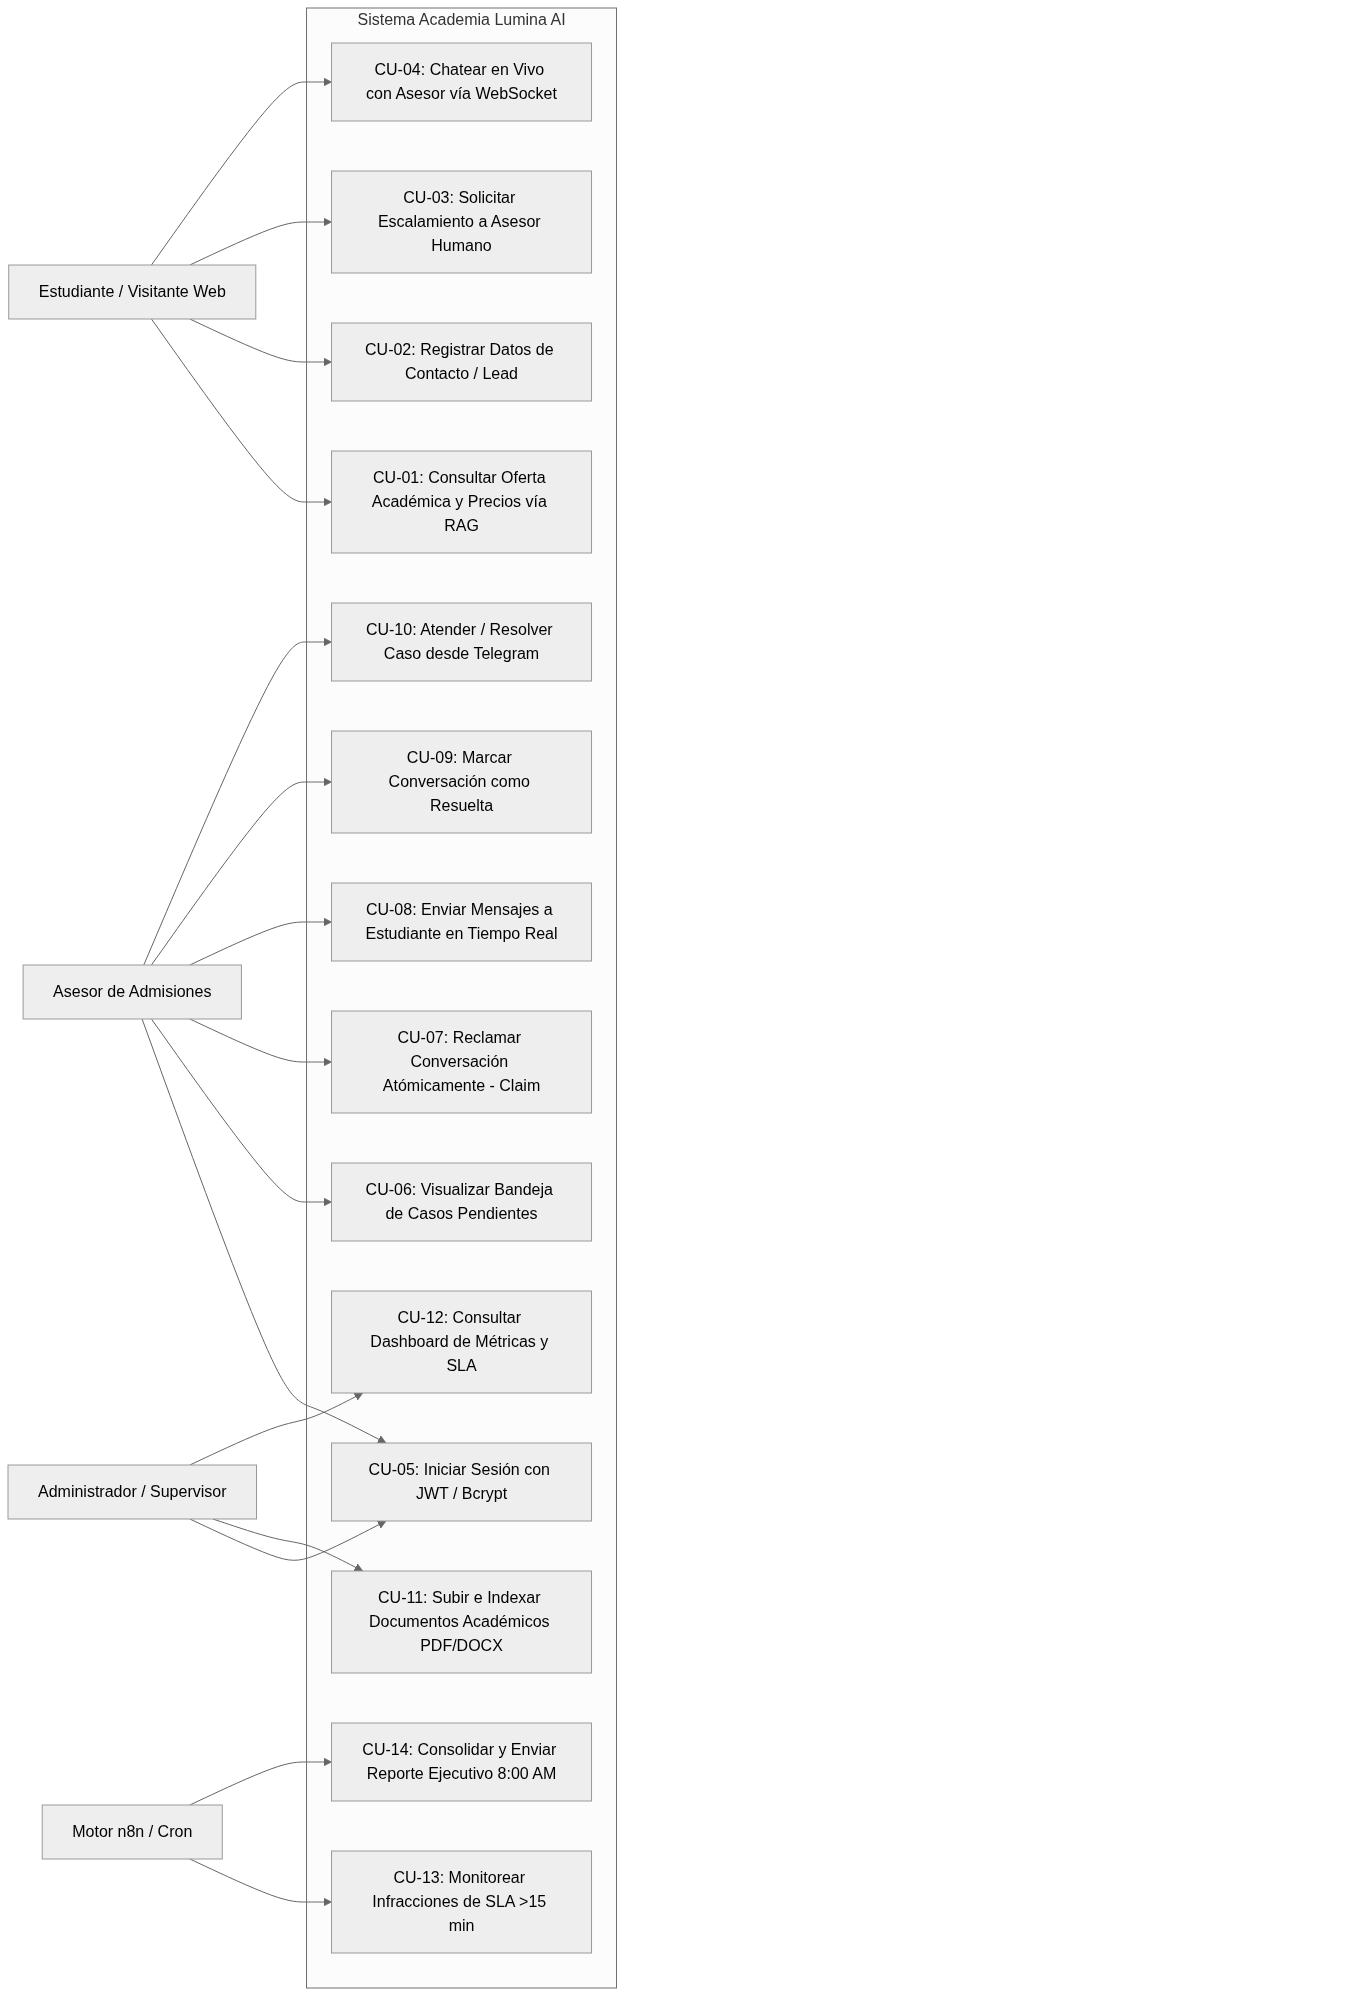 Sistema Academia Lumina AI
CU-04: Chatear en Vivo
con Asesor vía WebSocket
CU-03: Solicitar
Escalamiento a Asesor
Humano
Estudiante / Visitante Web
CU-02: Registrar Datos de
Contacto / Lead
CU-01: Consultar Oferta
Académica y Precios vía
RAG
CU-10: Atender / Resolver
Caso desde Telegram
CU-09: Marcar
Conversación como
Resuelta
CU-08: Enviar Mensajes a
Estudiante en Tiempo Real
Asesor de Admisiones
CU-07: Reclamar
Conversación
Atómicamente - Claim
CU-06: Visualizar Bandeja
de Casos Pendientes
CU-12: Consultar
Dashboard de Métricas y
SLA
CU-05: Iniciar Sesión con
JWT / Bcrypt
Administrador / Supervisor
CU-11: Subir e Indexar
Documentos Académicos
PDF/DOCX
CU-14: Consolidar y Enviar
Reporte Ejecutivo 8:00 AM
Motor n8n / Cron
CU-13: Monitorear
Infracciones de SLA >15
min